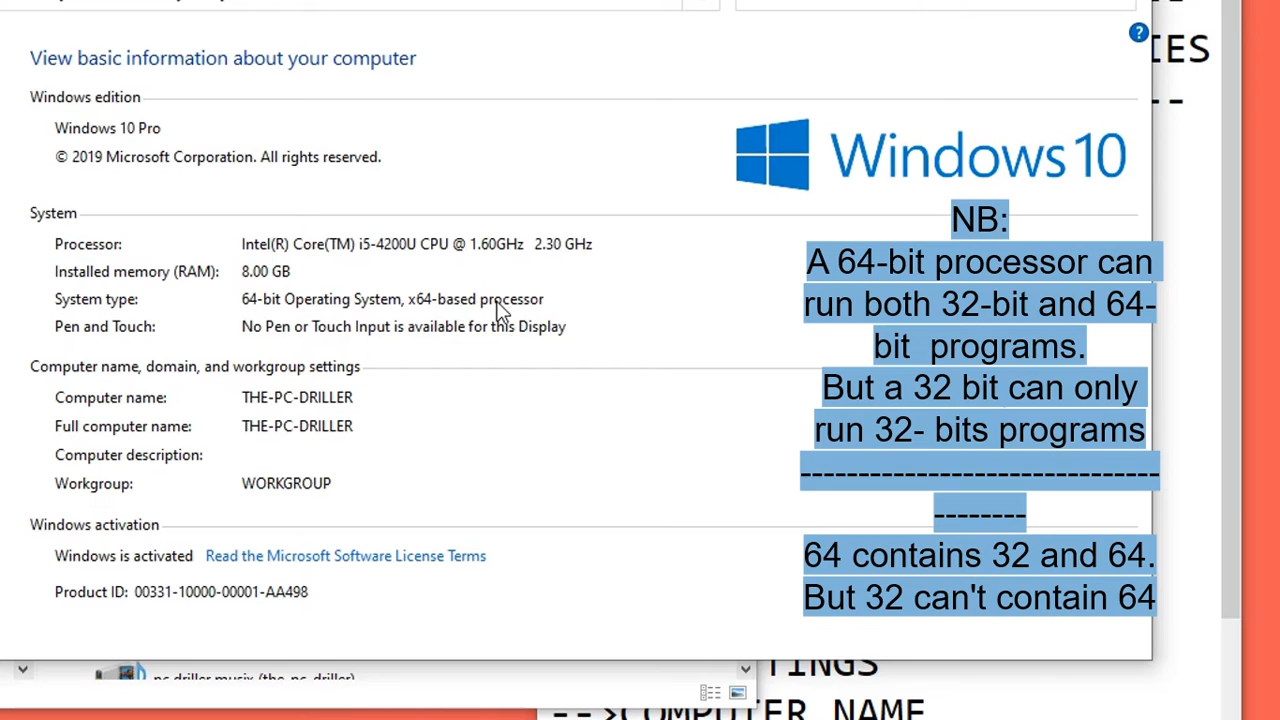 IES
--
View basic information about your computer
Windows edition
Windows 10 Pro
© 2019 Microsoft Corporation. All rights reserved.
Windows 10
System
Processor: Intel(R) Core(TM) i5-4200U CPU @ 1.60GHz 2.30 GHz
Installed memory (RAM): 8.00 GB
System type: 64-bit Operating System, x64-based processor
Pen and Touch: No Pen or Touch Input is available for this Display
Computer name, domain, and workgroup settings
Computer name: THE-PC-DRILLER
Full computer name: THE-PC-DRILLER
Computer description:
Workgroup: WORKGROUP
Windows activation
Windows is activated Read the Microsoft Software License Terms
Product ID: 00331-10000-00001-AA498
NB:
A 64-bit processor can
run both 32-bit and 64-
bit programs.
But a 32 bit can only
run 32- bits programs
-------------------------------
--------
64 contains 32 and 64.
But 32 can't contain 64
pc driller musix (the_pc_driller)
TINGS
-->COMPUTER NAME